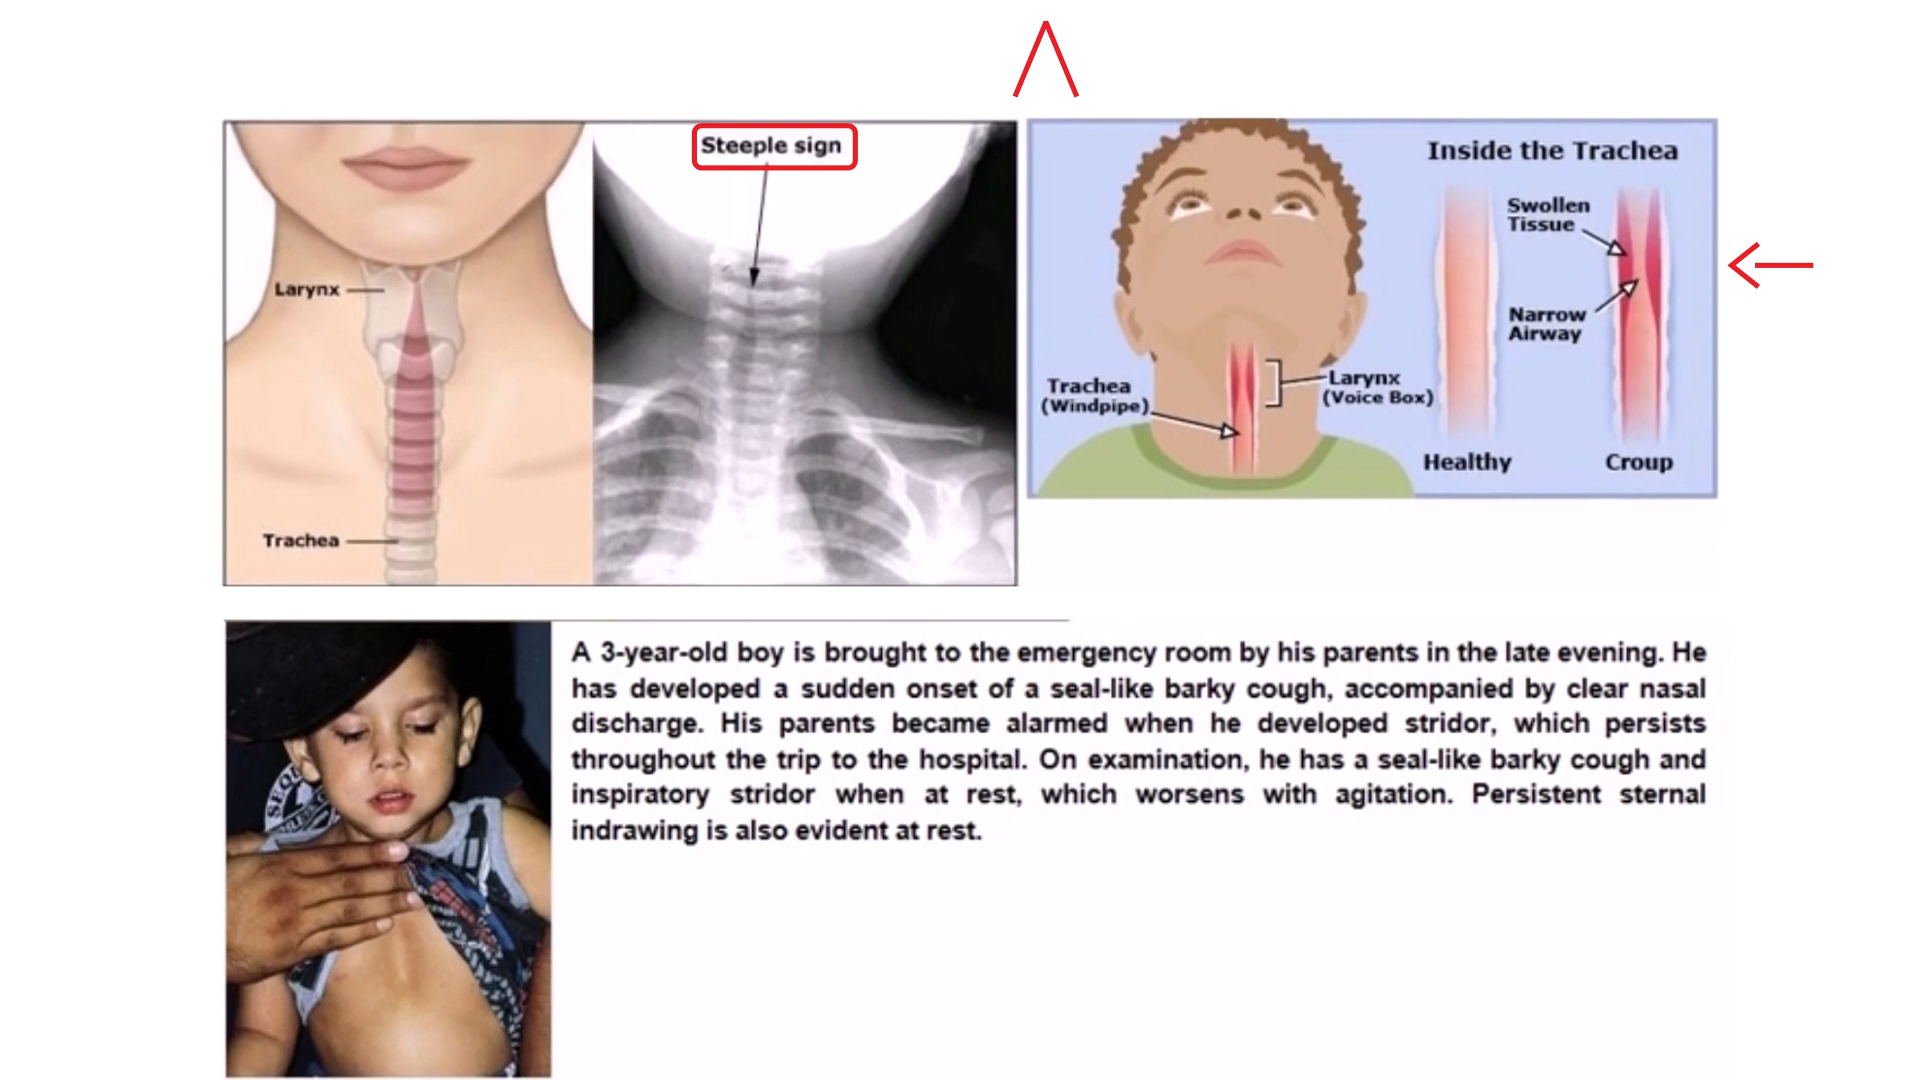 Steeple sign
Larynx
Trachea
Inside the Trachea
Swollen
Tissue
Narrow
Airway
Trachea
(Windpipe)
Larynx
(Voice Box)
Healthy
Croup
A 3-year-old boy is brought to the emergency room by his parents in the late evening. He
has developed a sudden onset of a seal-like barky cough, accompanied by clear nasal
discharge. His parents became alarmed when he developed stridor, which persists
throughout the trip to the hospital. On examination, he has a seal-like barky cough and
inspiratory stridor when at rest, which worsens with agitation. Persistent sternal
indrawing is also evident at rest.